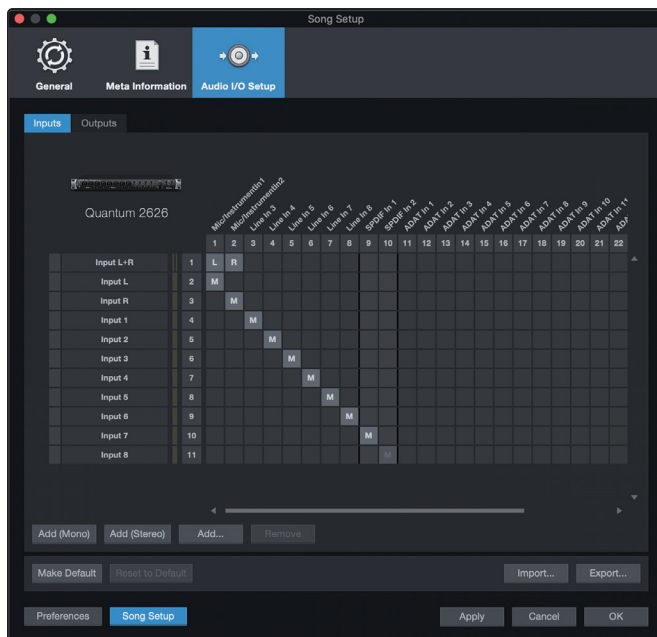 Song Setup
General
Meta Information
Audio I/O Setup
Inputs
Outputs
Quantum 2626
Mic/InstrumentIn1
Mic/InstrumentIn2
Line In 3
Line In 4
Line In 5
Line In 6
Line In 7
Line In 8
SPDIF In 1
SPDIF In 2
ADAT In 1
ADAT In 2
ADAT In 3
ADAT In 4
ADAT In 5
ADAT In 6
ADAT In 7
ADAT In 8
ADAT In 9
ADAT In 10
ADAT In 1
ADA
1 2 3 4 5 6 7 8 9 10 11 12 13 14 15 16 17 18 19 20 21 22
Input L+R 1 L R
Input L 2 M
Input R 3 M
Input 1 4 M
Input 2 5 M
Input 3 6 M
Input 4 7 M
Input 5 8 M
Input 6 9 M
Input 7 10 M
Input 8 11 M
Add (Mono)
Add (Stereo)
Add...
Remove
Make Default
Reset to Default
Import...
Export...
Preferences
Song Setup
Apply
Cancel
OK